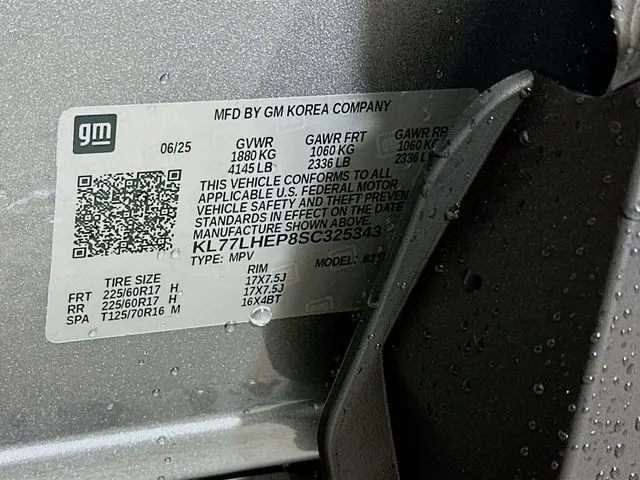 gm
MFD BY GM KOREA COMPANY
06/25 GVWR GAWR FRT GAWR RR
1880 KG 1060 KG 1060 KG
4145 LB 2336 LB 2336 LB
THIS VEHICLE CONFORMS TO ALL
APPLICABLE U.S. FEDERAL MOTOR
VEHICLE SAFETY AND THEFT PREVEN
STANDARDS IN EFFECT ON THE DATE
MANUFACTURE SHOWN ABOVE.
KL77LHEP8SC325343
TYPE: MPV MODEL:
TIRE SIZE RIM
FRT 225/60R17 H 17X7.5J
RR 225/60R17 H 17X7.5J
SPA T125/70R16 M 16X4BT